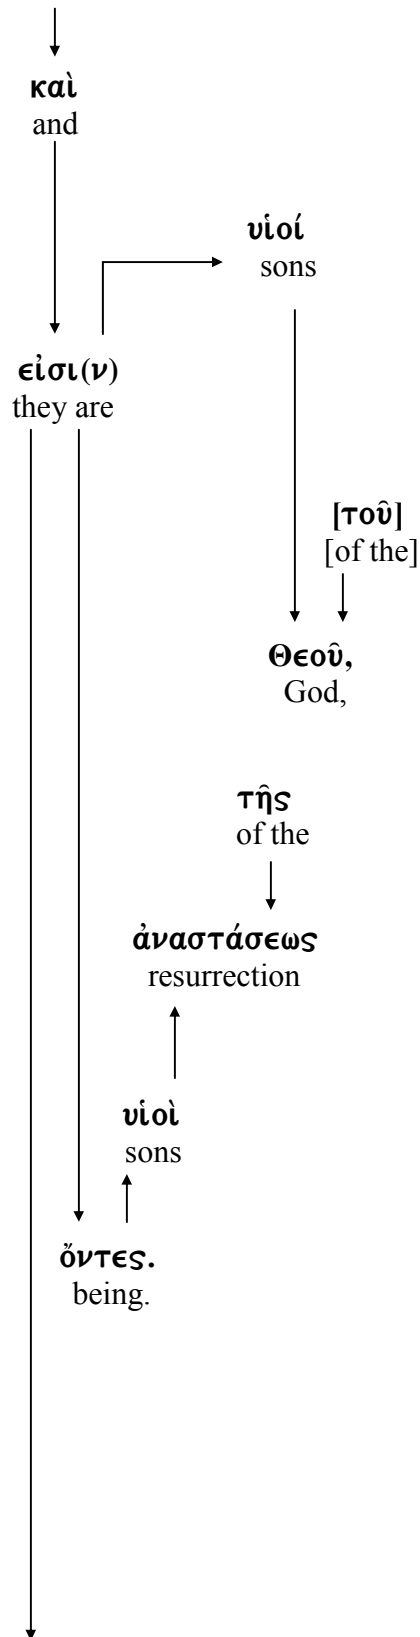 καὶ
and
υἱοί
sons
εἰσι(ν)
they are
[τοῦ]
[of the]
Θεοῦ,
God,
τῆς
of the
ἀναστάσεως
resurrection
υἱοὶ
sons
ὄντες.
being.